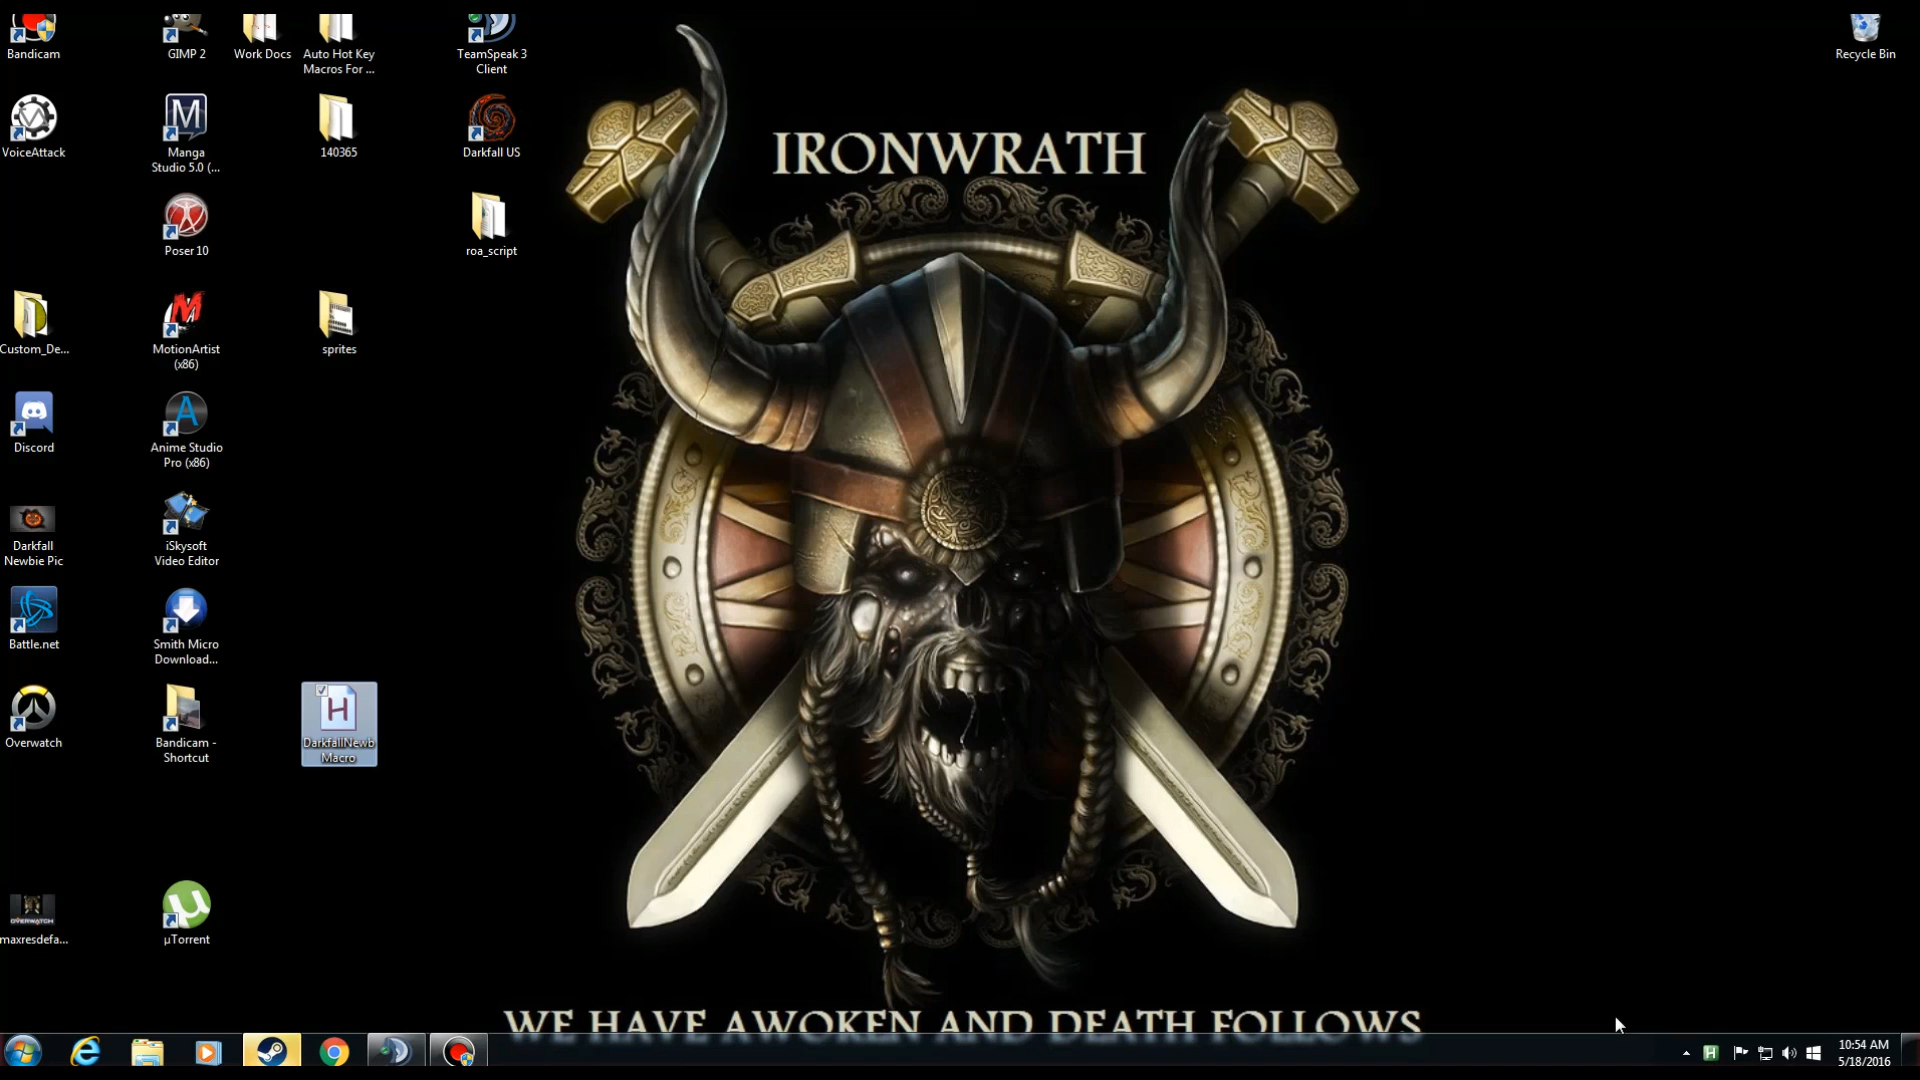 Bandicam
GIMP 2
Work Docs
Auto Hot Key
Macros For ...
TeamSpeak 3
Client
Recycle Bin
IRONWRATH
VoiceAttack
Manga
Studio 5.0 (...
140365
Darkfall US
Poser 10
roa_script
Custom_De...
MotionArtist
(x86)
sprites
Discord
Anime Studio
Pro (x86)
Darkfall
Newbie Pic
iSkysoft
Video Editor
Battle.net
Smith Micro
Download...
Overwatch
Bandicam -
Shortcut
DarkfallNewb
Macro
OVERWATCH
maxresdefa...
µTorrent
WE HAVE AWOKEN AND DEATH FOLLOWS
10:54 AM
5/18/2016